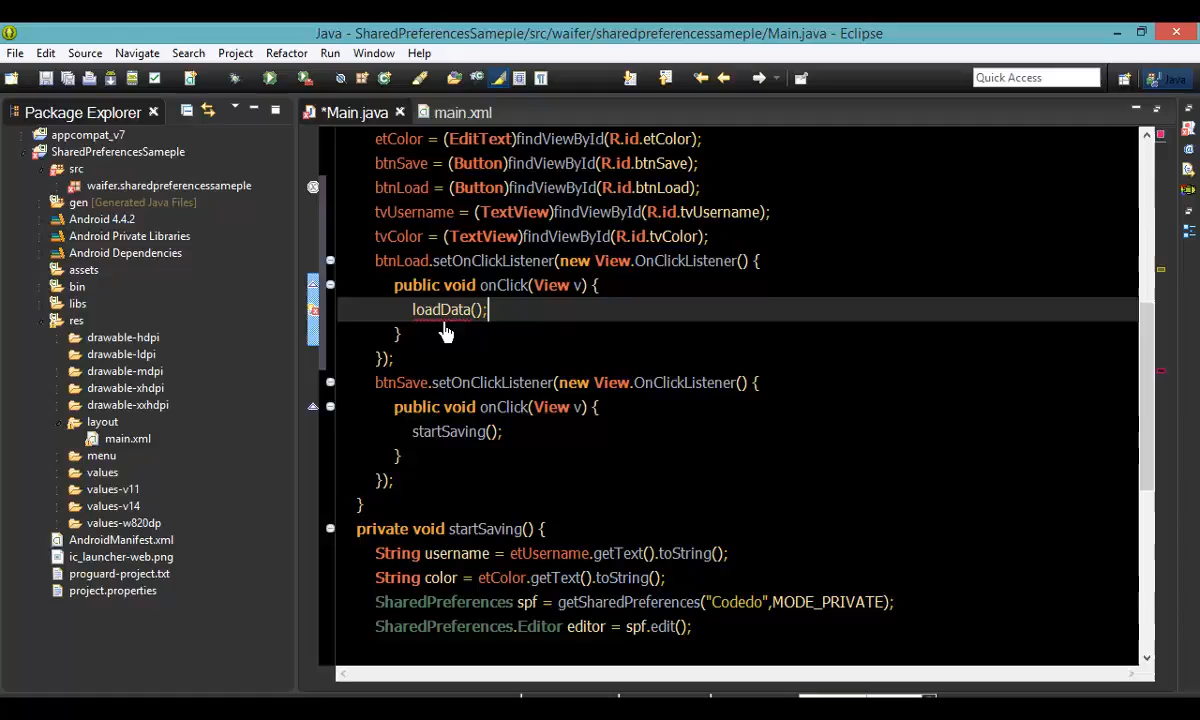 Java - SharedPreferencesSameple/src/waifer/sharedpreferencessameple/Main.java - Eclipse
File Edit Source Navigate Search Project Refactor Run Window Help
Quick Access
Java
Package Explorer
*Main.java
main.xml
appcompat_v7
SharedPreferencesSameple
src
waifer.sharedpreferencessameple
gen [Generated Java Files]
Android 4.4.2
Android Private Libraries
Android Dependencies
assets
bin
libs
res
drawable-hdpi
drawable-ldpi
drawable-mdpi
drawable-xhdpi
drawable-xxhdpi
layout
main.xml
menu
values
values-v11
values-v14
values-w820dp
AndroidManifest.xml
ic_launcher-web.png
proguard-project.txt
project.properties
etColor = (EditText)findViewById(R.id.etColor);
btnSave = (Button)findViewById(R.id.btnSave);
btnLoad = (Button)findViewById(R.id.btnLoad);
tvUsername = (TextView)findViewById(R.id.tvUsername);
tvColor = (TextView)findViewById(R.id.tvColor);
btnLoad.setOnClickListener(new View.OnClickListener() {
public void onClick(View v) {
loadData();
}
});
btnSave.setOnClickListener(new View.OnClickListener() {
public void onClick(View v) {
startSaving();
}
});
}
private void startSaving() {
String username = etUsername.getText().toString();
String color = etColor.getText().toString();
SharedPreferences spf = getSharedPreferences("Codedo",MODE_PRIVATE);
SharedPreferences.Editor editor = spf.edit();